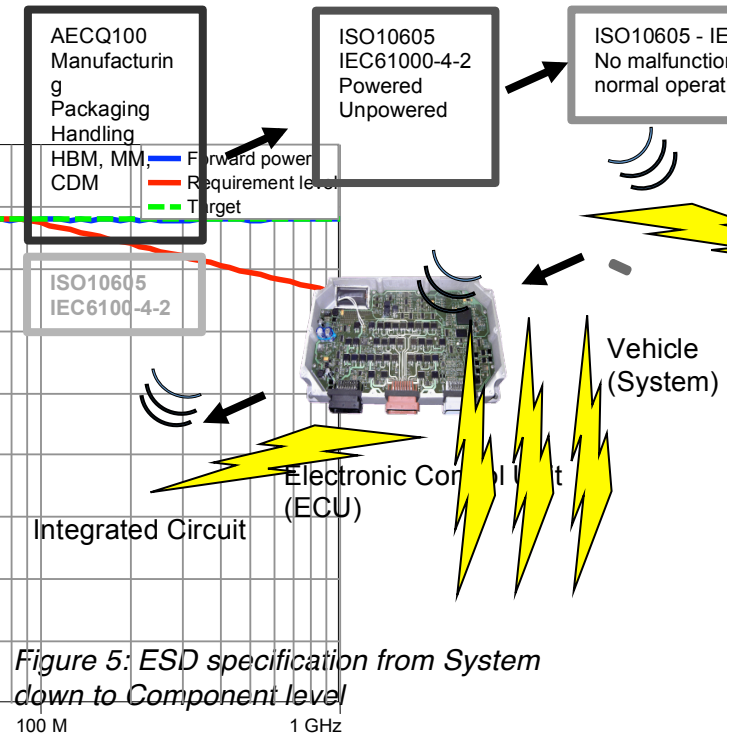 AECQ100
Manufacturin
g
Packaging
Handling
HBM, MM,
CDM
ISO10605
IEC61000-4-2
Powered
Unpowered
ISO10605 - IE
No malfunction
normal operat
Forward power
Requirement level
Target
ISO10605
IEC6100-4-2
Vehicle
(System)
Electronic Control Unit
(ECU)
Integrated Circuit
Figure 5: ESD specification from System
down to Component level
100 M
1 GHz